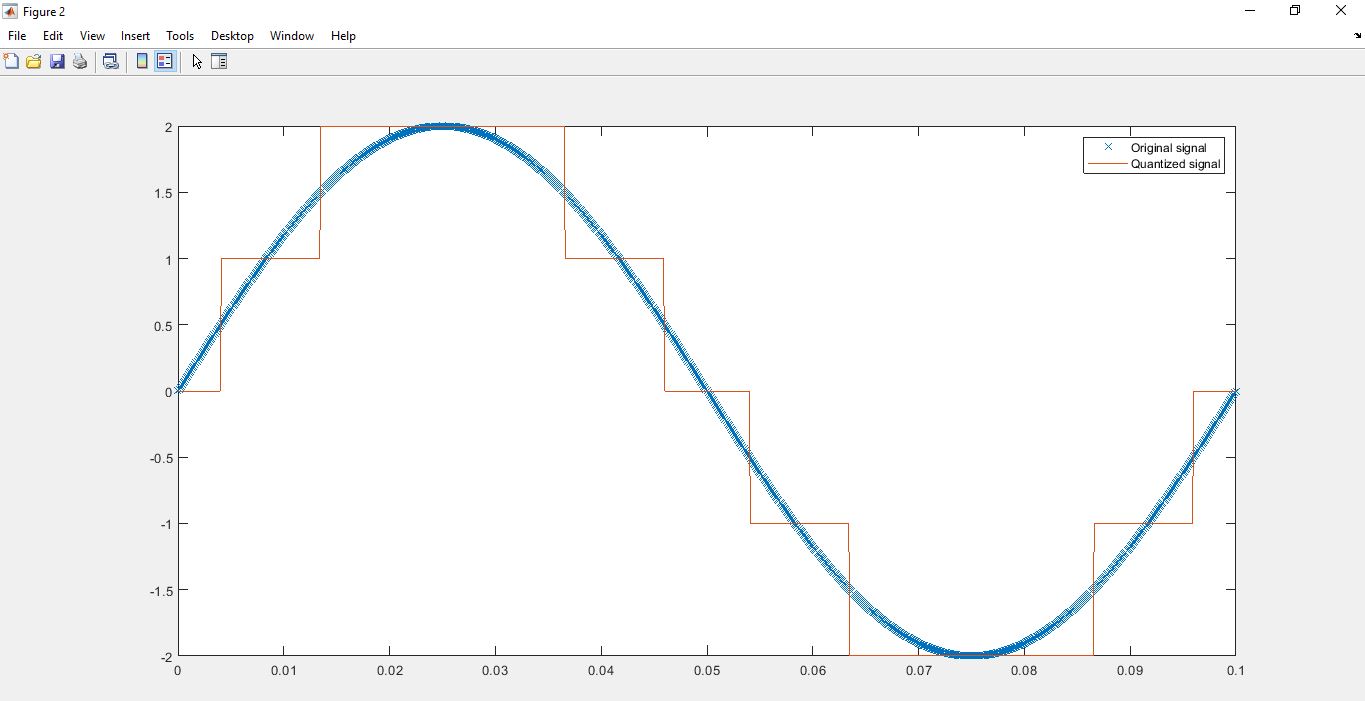 Figure 2
File Edit View Insert Tools Desktop Window Help
2
1.5
1
0.5
0
-0.5
-1
-1.5
-2
0 0.01 0.02 0.03 0.04 0.05 0.06 0.07 0.08 0.09 0.1
Original signal
Quantized signal